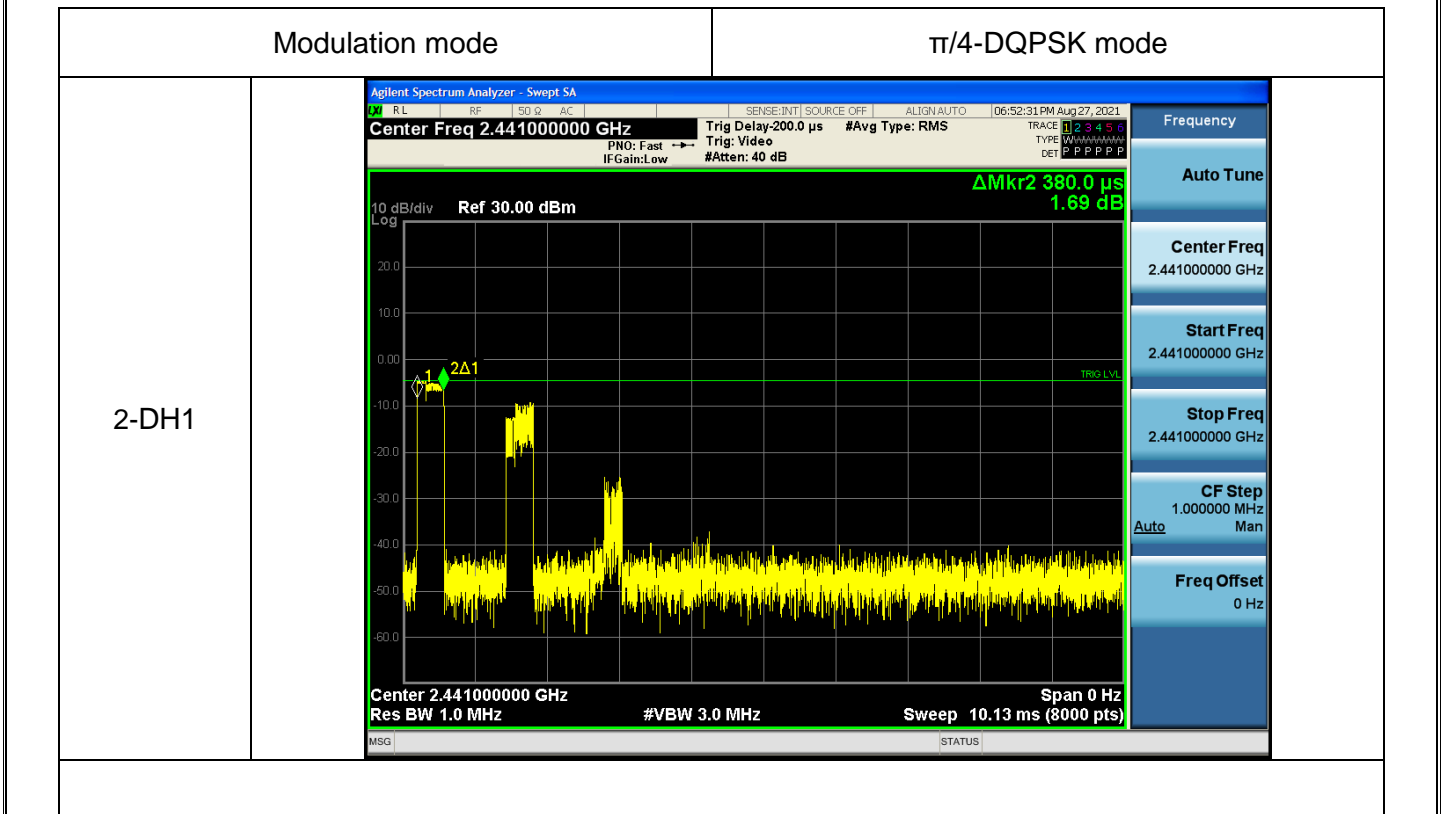 Modulation mode
π/4-DQPSK mode
2-DH1
Agilent Spectrum Analyzer - Swept SA
LXI RL RF 50 Ω AC SENSE:INT SOURCE OFF ALIGN AUTO 06:52:31 PM Aug 27, 2021
Center Freq 2.441000000 GHz
PNO: Fast
IFGain:Low
Trig Delay-200.0 µs
Trig: Video
#Atten: 40 dB
#Avg Type: RMS
TRACE 1 2 3 4 5 6
TYPE WWWWWW
DET P P P P P P
ΔMkr2 380.0 µs
1.69 dB
10 dB/div Ref 30.00 dBm
Log
20.0
10.0
0.00
-10.0
-20.0
-30.0
-40.0
-50.0
-60.0
1
2Δ1
TRIG LVL
Center 2.441000000 GHz
Span 0 Hz
Res BW 1.0 MHz
#VBW 3.0 MHz
Sweep 10.13 ms (8000 pts)
MSG
STATUS
Frequency
Auto Tune
Center Freq
2.441000000 GHz
Start Freq
2.441000000 GHz
Stop Freq
2.441000000 GHz
CF Step
1.000000 MHz
Auto Man
Freq Offset
0 Hz